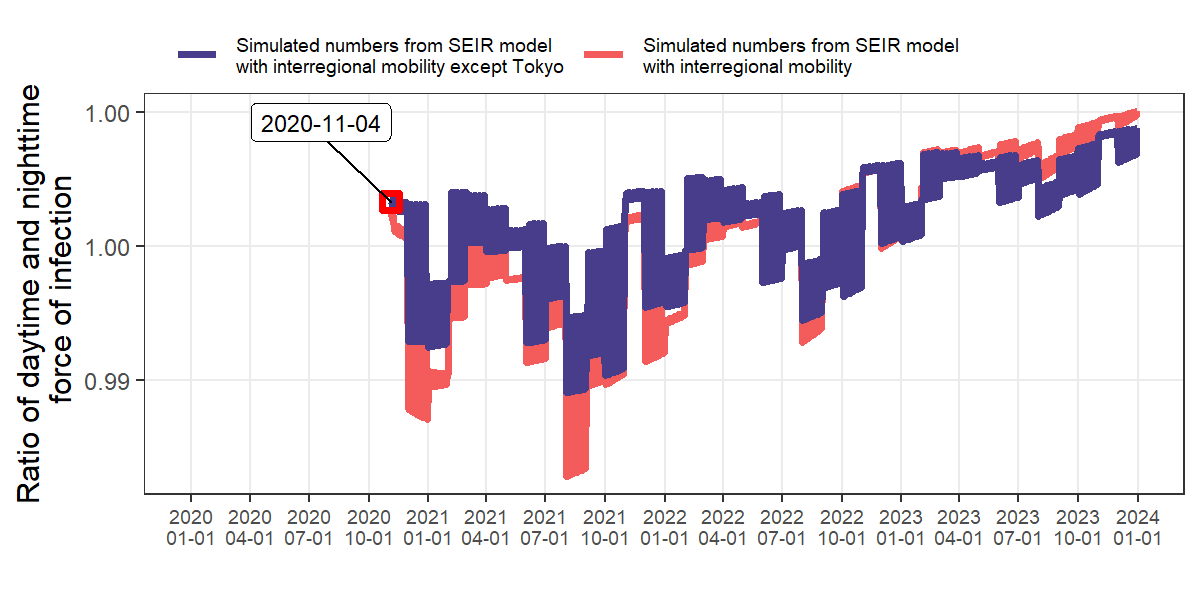 Simulated numbers from SEIR model
with interregional mobility except Tokyo
Simulated numbers from SEIR model
with interregional mobility
Ratio of daytime and nighttime
force of infection
1.00
1.00
0.99
2020-11-04
2020 2020 2020 2020 2021 2021 2021 2021 2022 2022 2022 2022 2023 2023 2023 2023 2024
01-01 04-01 07-01 10-01 01-01 04-01 07-01 10-01 01-01 04-01 07-01 10-01 01-01 04-01 07-01 10-01 01-01